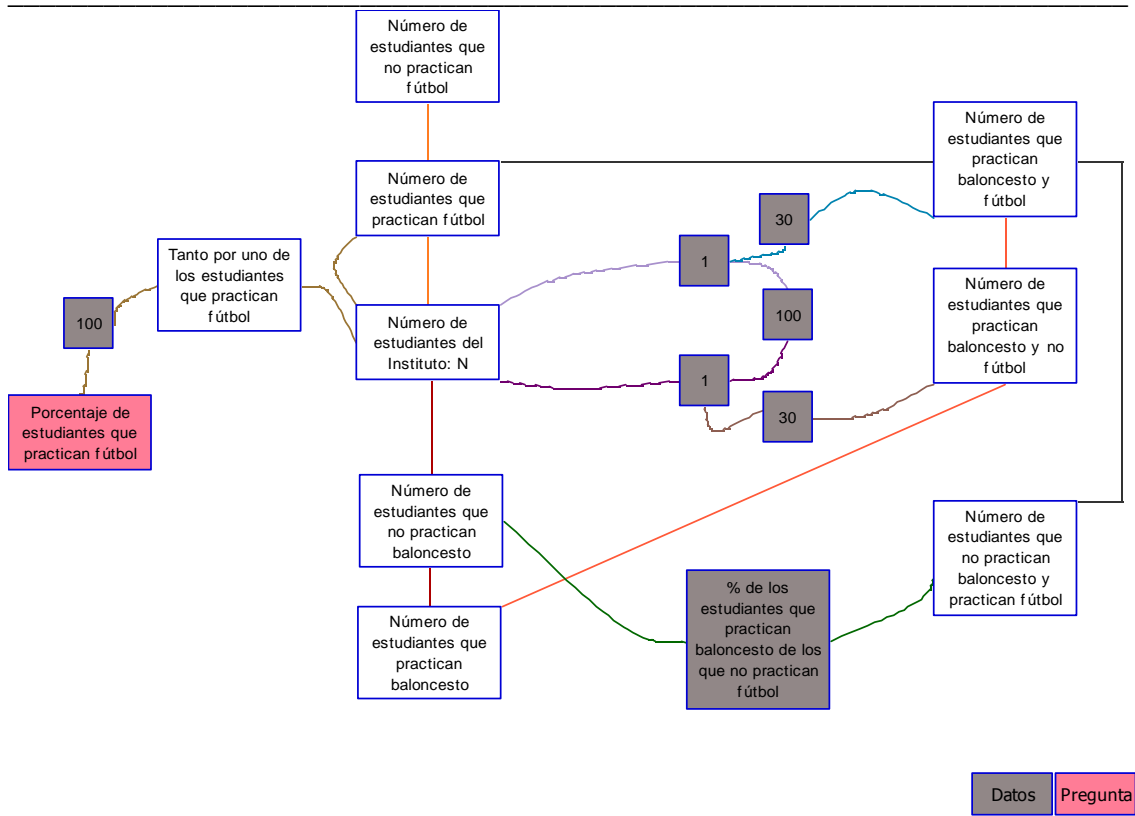 Número de
estudiantes que
no practican
fútbol
Número de
estudiantes que
practican
baloncesto y
fútbol
Número de
estudiantes que
practican fútbol
30
Tanto por uno de
los estudiantes
que practican
fútbol
1
Número de
estudiantes que
practican
baloncesto y no
fútbol
100
100
Número de
estudiantes del
Instituto: N
1
30
Porcentaje de
estudiantes que
practican fútbol
Número de
estudiantes que
no practican
baloncesto
Número de
estudiantes que
no practican
baloncesto y
practican fútbol
% de los
estudiantes que
practican
baloncesto de los
que no practican
fútbol
Número de
estudiantes que
practican
baloncesto
Datos
Pregunta